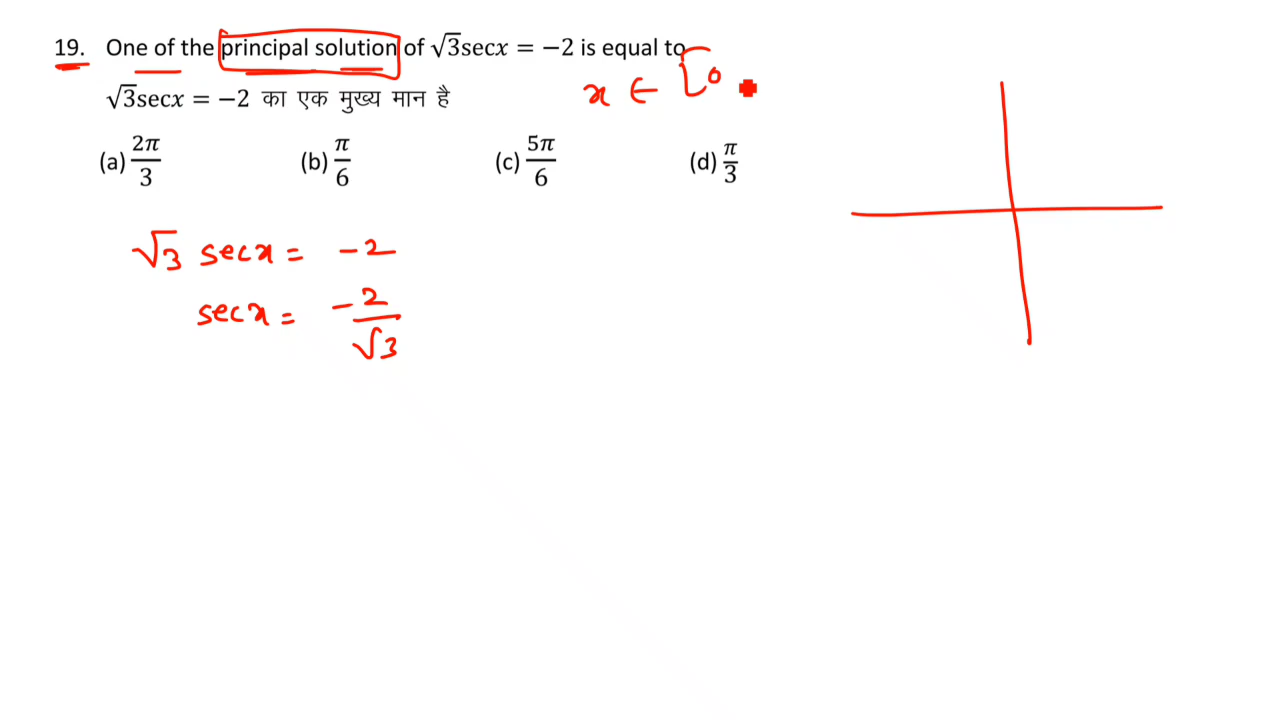 19. One of the principal solution of √3secx = −2 is equal to
x ∈ [0
√3secx = −2 का एक मुख्य मान है
(a) 2π/3 (b) π/6 (c) 5π/6 (d) π/3
√3 secx = -2
secx = -2/√3